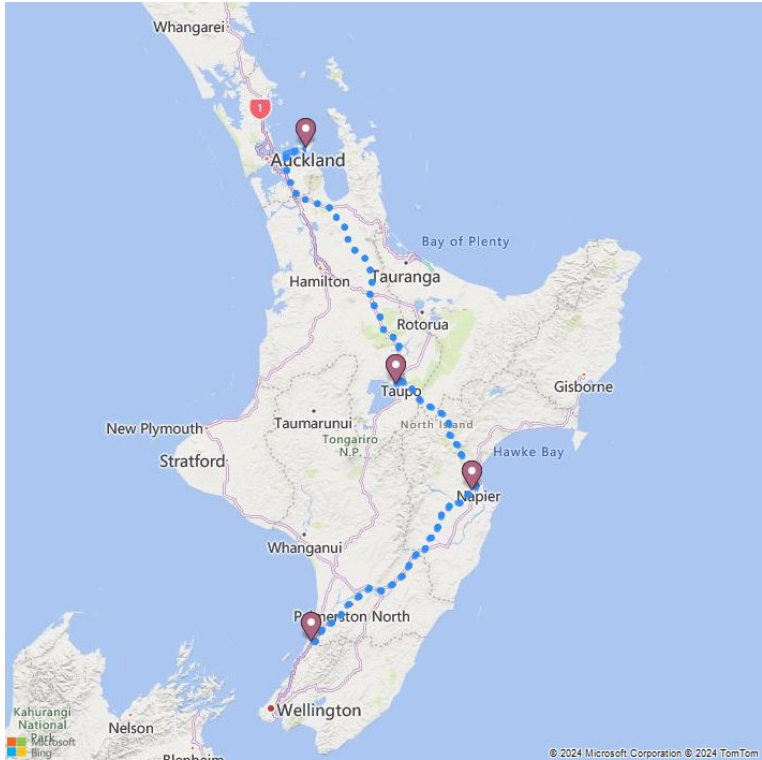 Whangarei
1
Auckland
Bay of Plenty
Tauranga
Hamilton
Rotorua
Taupo
Gisborne
Taumarunui
North Island
New Plymouth
Tongariro
N.P.
Hawke Bay
Stratford
Napier
Whanganui
Palmerston North
Wellington
Kahurangi
National
Park
Nelson
Microsoft
Bing
Blenheim
© 2024 Microsoft Corporation © 2024 TomTom